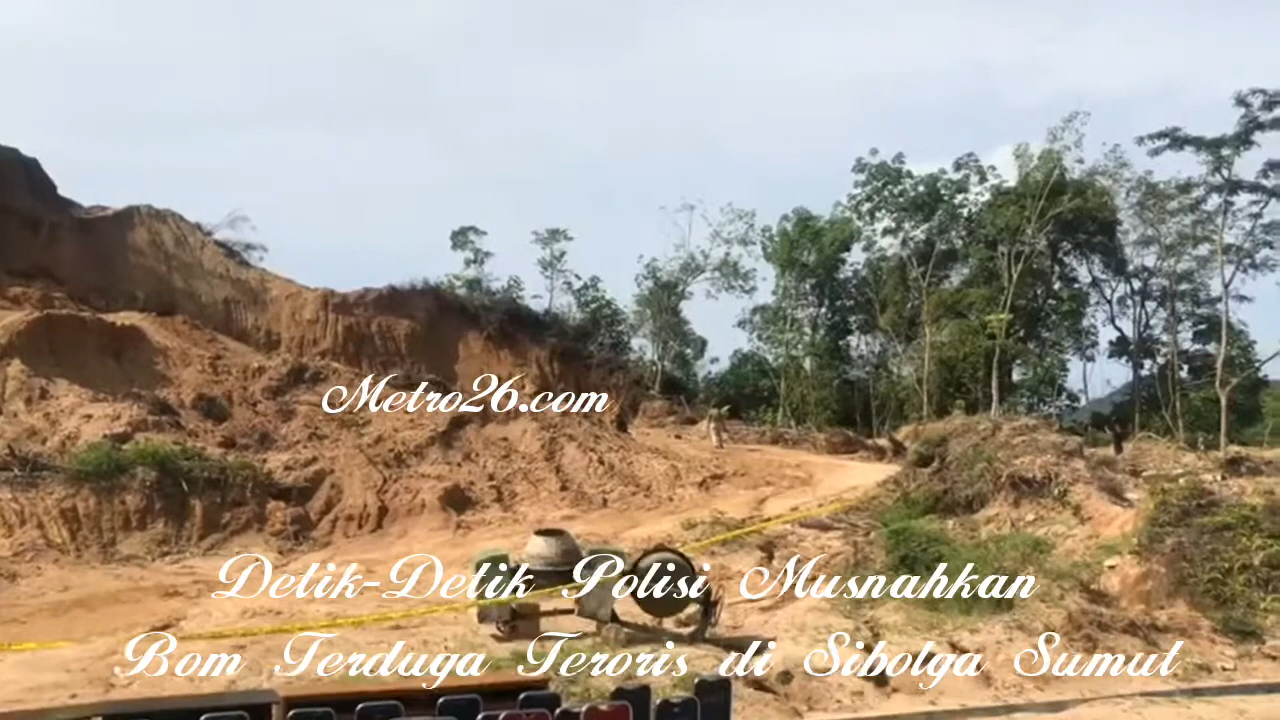 Metro26.com
Detik-Detik Polisi Musnahkan
Bom Terduga Teroris di Sibolga Sumut